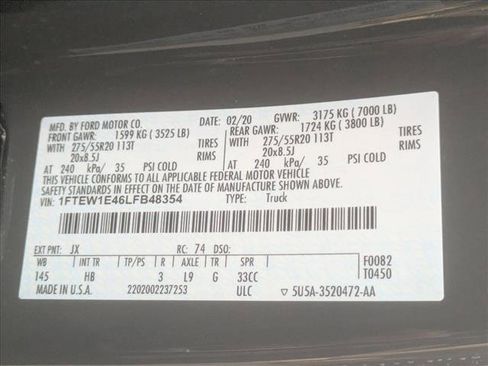 MFD. BY FORD MOTOR CO. DATE: 02/20 GVWR: 3175 KG ( 7000 LB)
FRONT GAWR: 1599 KG ( 3525 LB) REAR GAWR: 1724 KG ( 3800 LB)
WITH 275/55R20 113T TIRES WITH 275/55R20 113T TIRES
20x8.5J RIMS 20x8.5J RIMS
AT 240 kPa/ 35 PSI COLD AT 240 kPa/ 35 PSI COLD
THIS VEHICLE CONFORMS TO ALL APPLICABLE FEDERAL MOTOR VEHICLE
SAFETY STANDARDS IN EFFECT ON THE DATE OF MANUFACTURE SHOWN ABOVE.
VIN: 1FTEW1E46LFB48354 TYPE: Truck
EXT PNT: JX RC: 74 DSO:
WB INT TR TP/PS R AXLE TR SPR F0082
145 HB 3 L9 G 33CC T0450
MADE IN U.S.A. 2202002237253 ULC ▽ 5U5A-3520472-AA